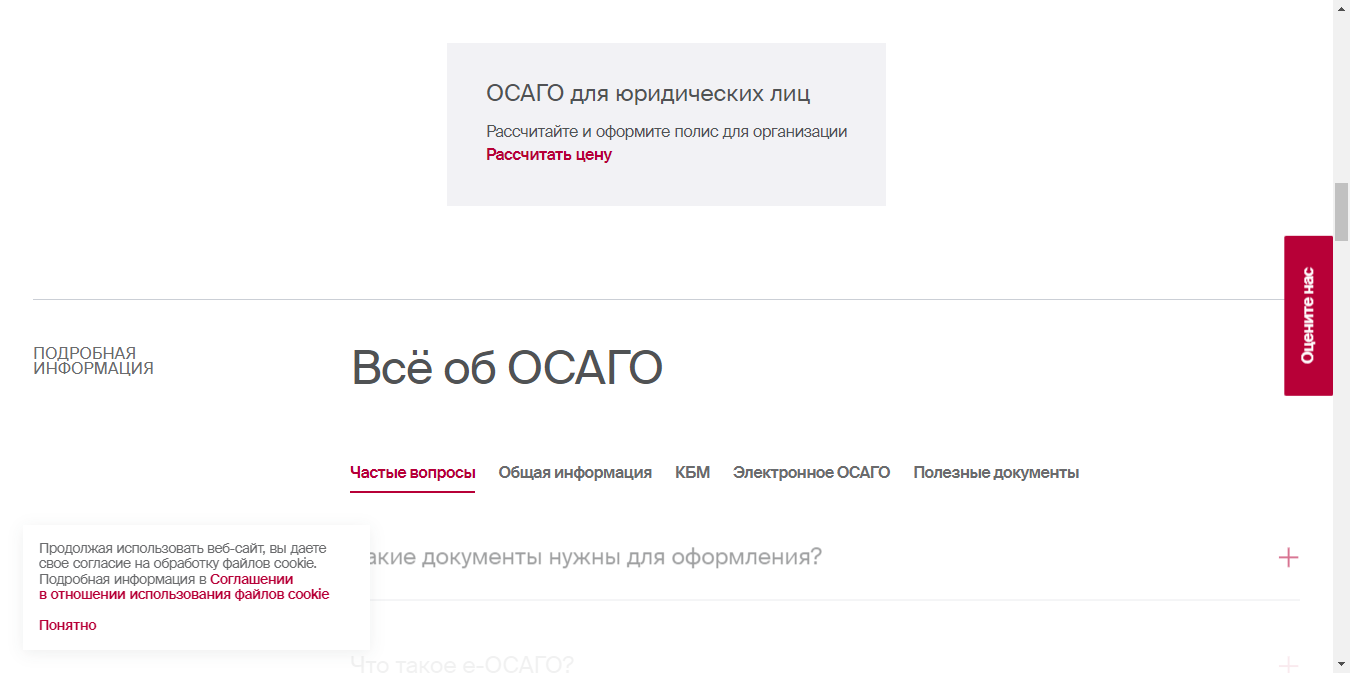 ОСАГО для юридических лиц
Рассчитайте и оформите полис для организации
Рассчитать цену
Оцените нас
ПОДРОБНАЯ
ИНФОРМАЦИЯ
Всё об ОСАГО
Частые вопросы Общая информация КБМ Электронное ОСАГО Полезные документы
акие документы нужны для оформления?
Что такое е-ОСАГО?
Продолжая использовать веб-сайт, вы даете
свое согласие на обработку файлов cookie.
Подробная информация в Соглашении
в отношении использования файлов cookie
Понятно